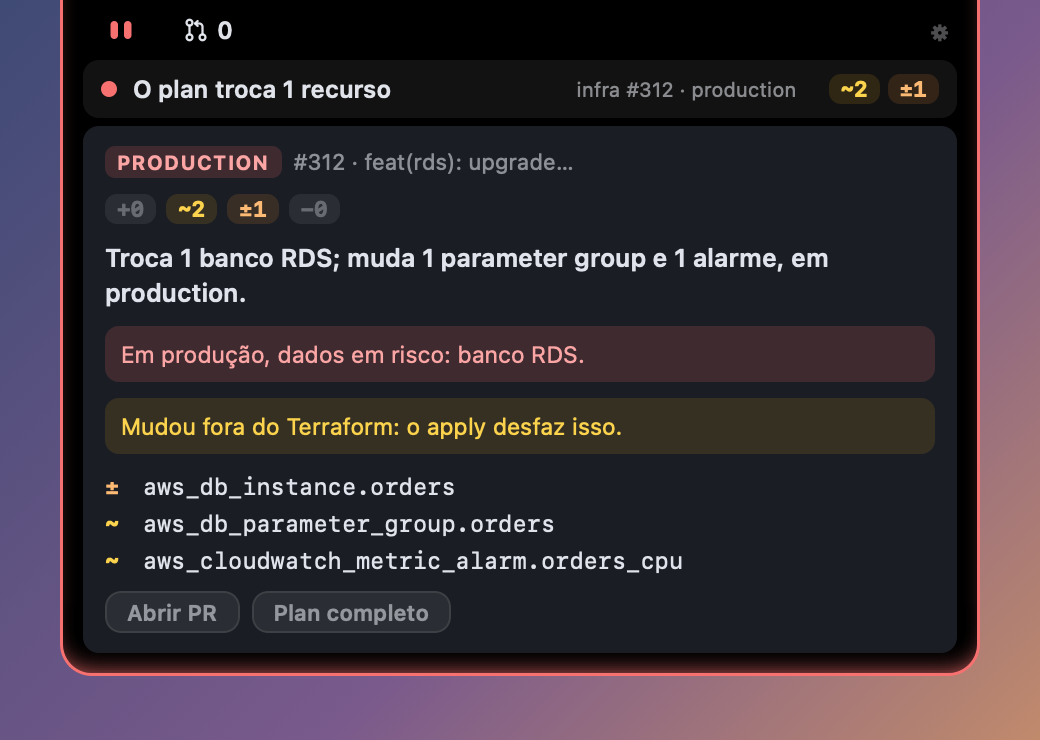 0
O plan troca 1 recurso infra #312 · production ~2 ±1
PRODUCTION #312 · feat(rds): upgrade...
+0 ~2 ±1 −0
Troca 1 banco RDS; muda 1 parameter group e 1 alarme, em
production.
Em produção, dados em risco: banco RDS.
Mudou fora do Terraform: o apply desfaz isso.
± aws_db_instance.orders
~ aws_db_parameter_group.orders
~ aws_cloudwatch_metric_alarm.orders_cpu
Abrir PR Plan completo